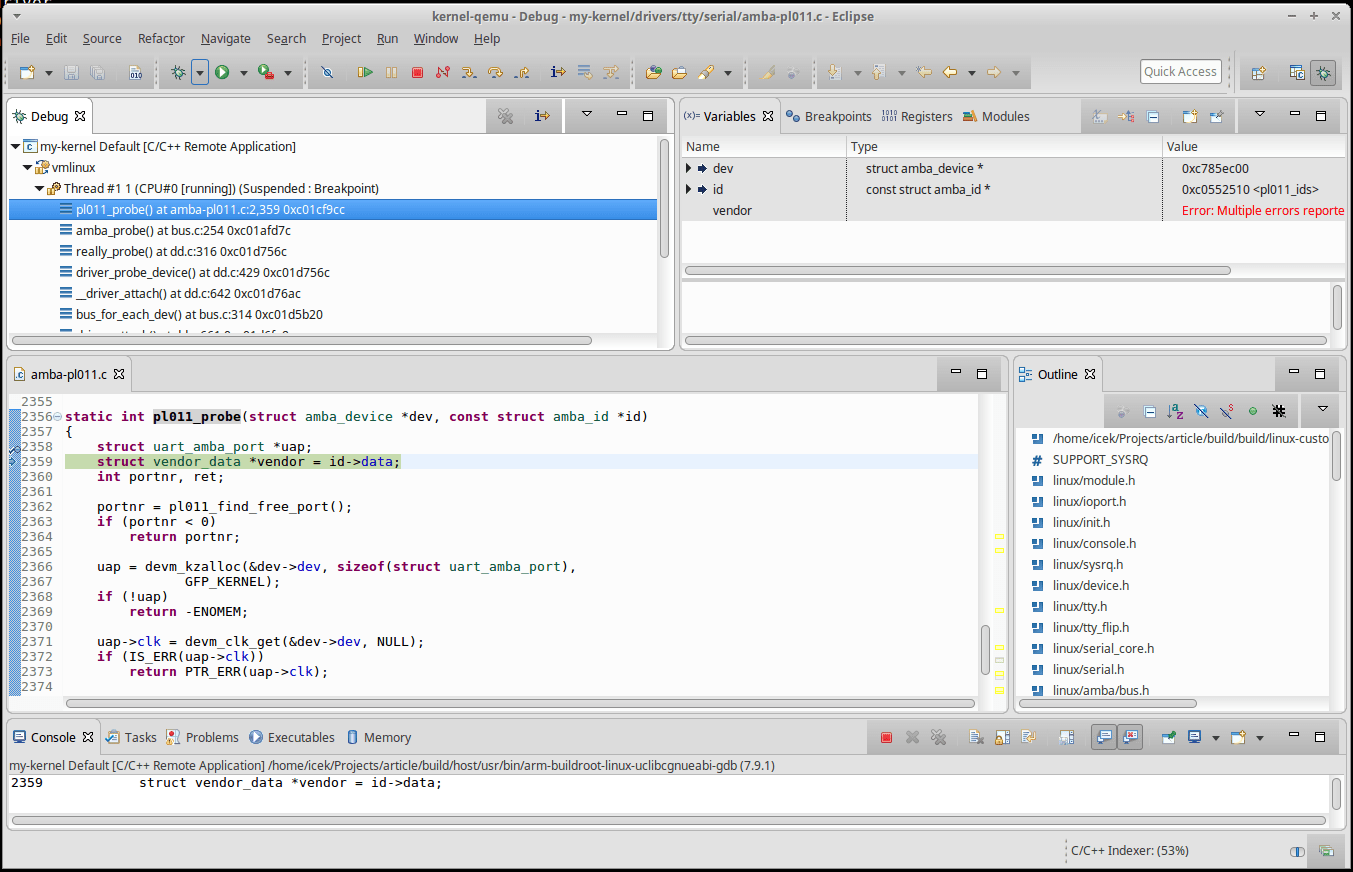 kernel-qemu - Debug - my-kernel/drivers/tty/serial/amba-pl011.c - Eclipse
File Edit Source Refactor Navigate Search Project Run Window Help
010
Quick Access
Debug
my-kernel Default [C/C++ Remote Application]
vmlinux
Thread #1 1 (CPU#0 [running]) (Suspended : Breakpoint)
pl011_probe() at amba-pl011.c:2,359 0xc01cf9cc
amba_probe() at bus.c:254 0xc01afd7c
really_probe() at dd.c:316 0xc01d756c
driver_probe_device() at dd.c:429 0xc01d756c
__driver_attach() at dd.c:642 0xc01d76ac
bus_for_each_dev() at bus.c:314 0xc01d5b20
(x)= Variables Breakpoints Registers Modules
Name Type Value
dev struct amba_device * 0xc785ec00
id const struct amba_id * 0xc0552510 <pl011_ids>
vendor Error: Multiple errors reporte
amba-pl011.c
2355
2356 static int pl011_probe(struct amba_device *dev, const struct amba_id *id)
2357 {
2358 struct uart_amba_port *uap;
2359 struct vendor_data *vendor = id->data;
2360 int portnr, ret;
2361
2362 portnr = pl011_find_free_port();
2363 if (portnr < 0)
2364 return portnr;
2365
2366 uap = devm_kzalloc(&dev->dev, sizeof(struct uart_amba_port),
2367 GFP_KERNEL);
2368 if (!uap)
2369 return -ENOMEM;
2370
2371 uap->clk = devm_clk_get(&dev->dev, NULL);
2372 if (IS_ERR(uap->clk))
2373 return PTR_ERR(uap->clk);
2374
Outline
/home/icek/Projects/article/build/build/linux-custo
# SUPPORT_SYSRQ
linux/module.h
linux/ioport.h
linux/init.h
linux/console.h
linux/sysrq.h
linux/device.h
linux/tty.h
linux/tty_flip.h
linux/serial_core.h
linux/serial.h
linux/amba/bus.h
Console Tasks Problems Executables Memory
my-kernel Default [C/C++ Remote Application] /home/icek/Projects/article/build/host/usr/bin/arm-buildroot-linux-uclibcgnueabi-gdb (7.9.1)
2359 struct vendor_data *vendor = id->data;
C/C++ Indexer: (53%)